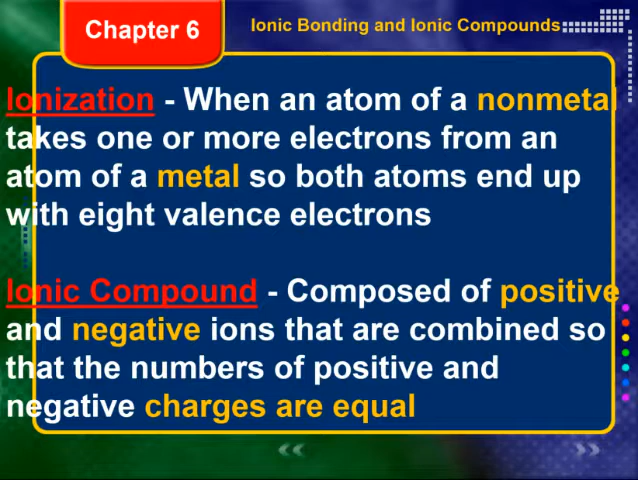 Chapter 6
Ionic Bonding and Ionic Compounds
Ionization - When an atom of a nonmetal
takes one or more electrons from an
atom of a metal so both atoms end up
with eight valence electrons
Ionic Compound - Composed of positive
and negative ions that are combined so
that the numbers of positive and
negative charges are equal